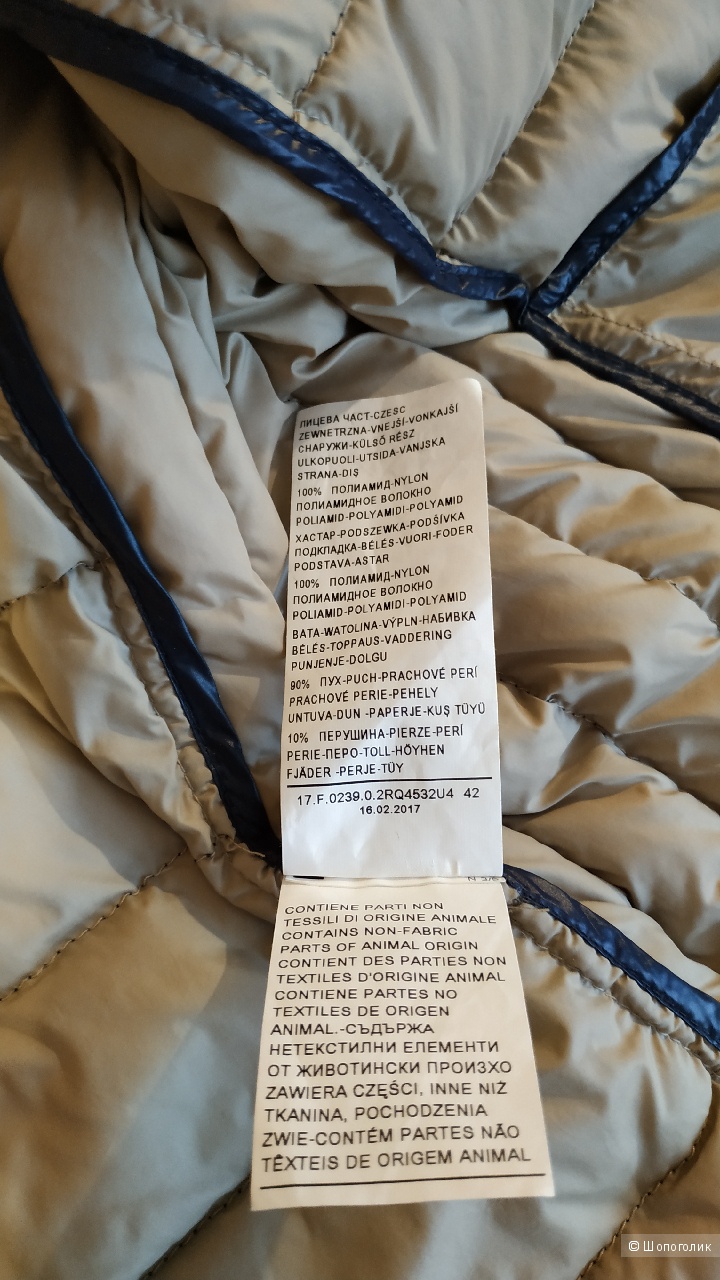 ЛИЦЕВА ЧАСТ-CZESC
ZEWNETRZNA-VNEJŠI-VONKAJŠÍ
СНАРУЖИ-KÜLSŐ RÉSZ
ULKOPUOLI-UTSIDA-VANJSKA
STRANA-DIŞ
100% ПОЛИАМИД-NYLON
ПОЛИАМИДНОЕ ВОЛОКНО
POLIAMID-POLYAMIDI-POLYAMID
ХАСТАР-PODSZEWKA-PODŠÍVKA
ПОДКЛАДКА-BÉLÉS-VUORI-FODER
PODSTAVA-ASTAR
100% ПОЛИАМИД-NYLON
ПОЛИАМИДНОЕ ВОЛОКНО
POLIAMID-POLYAMIDI-POLYAMID
ВАТА-WATOLINA-VÝPLN-НАБИВКА
BÉLÉS-TOPPAUS-VADDERING
PUNJENJE-DOLGU
90% ПУХ-PUCH-PRACHOVÉ PERÍ
PRACHOVÉ PERIE-PEHELY
UNTUVA-DUN -PAPERJE-KUŞ TÜYÜ
10% ПЕРУШИНА-PIERZE-PERÍ
PERIE-ПЕРО-TOLL-HÖYHEN
FJÄDER -PERJE-TÜY
17.F.0239.0.2RQ4532U4 42
16.02.2017
CONTIENE PARTI NON
TESSILI DI ORIGINE ANIMALE
CONTAINS NON-FABRIC
PARTS OF ANIMAL ORIGIN
CONTIENT DES PARTIES NON
TEXTILES D'ORIGINE ANIMAL
CONTIENE PARTES NO
TEXTILES DE ORIGEN
ANIMAL.-СЪДЪРЖА
НЕТЕКСТИЛНИ ЕЛЕМЕНТИ
ОТ ЖИВОТИНСКИ ПРОИЗХО
ZAWIERA CZĘŚCI, INNE NIŻ
TKANINA, POCHODZENIA
ZWIE-CONTÉM PARTES NÃO
TÊXTEIS DE ORIGEM ANIMAL
© Шопоголик